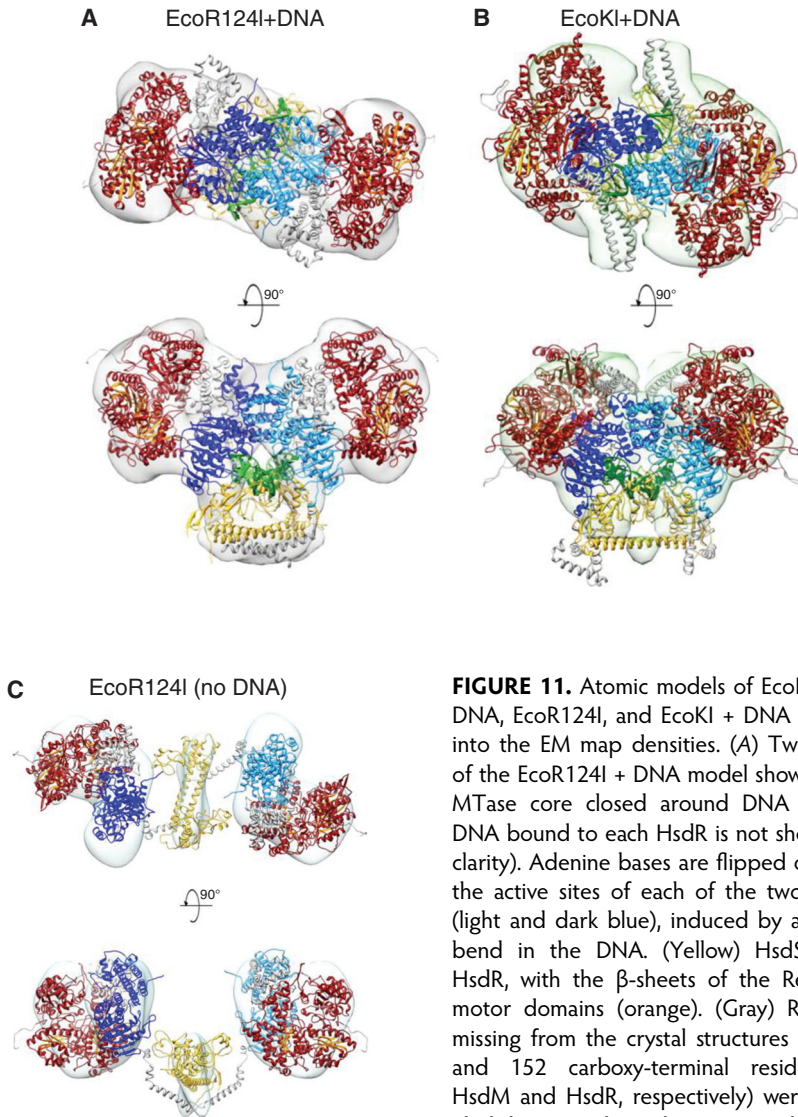 A EcoR124I+DNA
B EcoKI+DNA
90°
90°
C EcoR124I (no DNA)
90°
FIGURE 11. Atomic models of
DNA, EcoR124I, and EcoKI + DNA
into the EM map densities. (A)
of the EcoR124I + DNA model
MTase core closed around DNA
DNA bound to each HsdR is not
clarity). Adenine bases are flipped
the active sites of each of the two
(light and dark blue), induced by
bend in the DNA. (Yellow)
HsdR, with the β-sheets of the
motor domains (orange). (Gray)
missing from the crystal structures
and 152 carboxy-terminal
HsdM and HsdR, respectively)